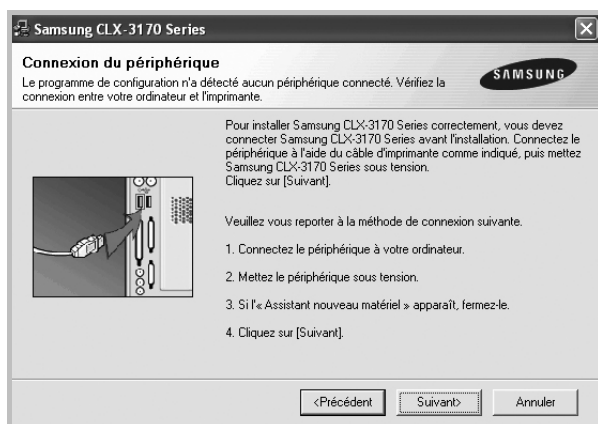 Samsung CLX-3170 Series
Connexion du périphérique
Le programme de configuration n'a détecté aucun périphérique connecté. Vérifiez la
connexion entre votre ordinateur et l'imprimante.
SAMSUNG
Pour installer Samsung CLX-3170 Series correctement, vous devez
connecter Samsung CLX-3170 Series avant l'installation. Connectez le
périphérique à l'aide du câble d'imprimante comme indiqué, puis mettez
Samsung CLX-3170 Series sous tension.
Cliquez sur [Suivant].
Veuillez vous reporter à la méthode de connexion suivante.
1. Connectez le périphérique à votre ordinateur.
2. Mettez le périphérique sous tension.
3. Si l'« Assistant nouveau matériel » apparaît, fermez-le.
4. Cliquez sur [Suivant].
<Précédent Suivant> Annuler